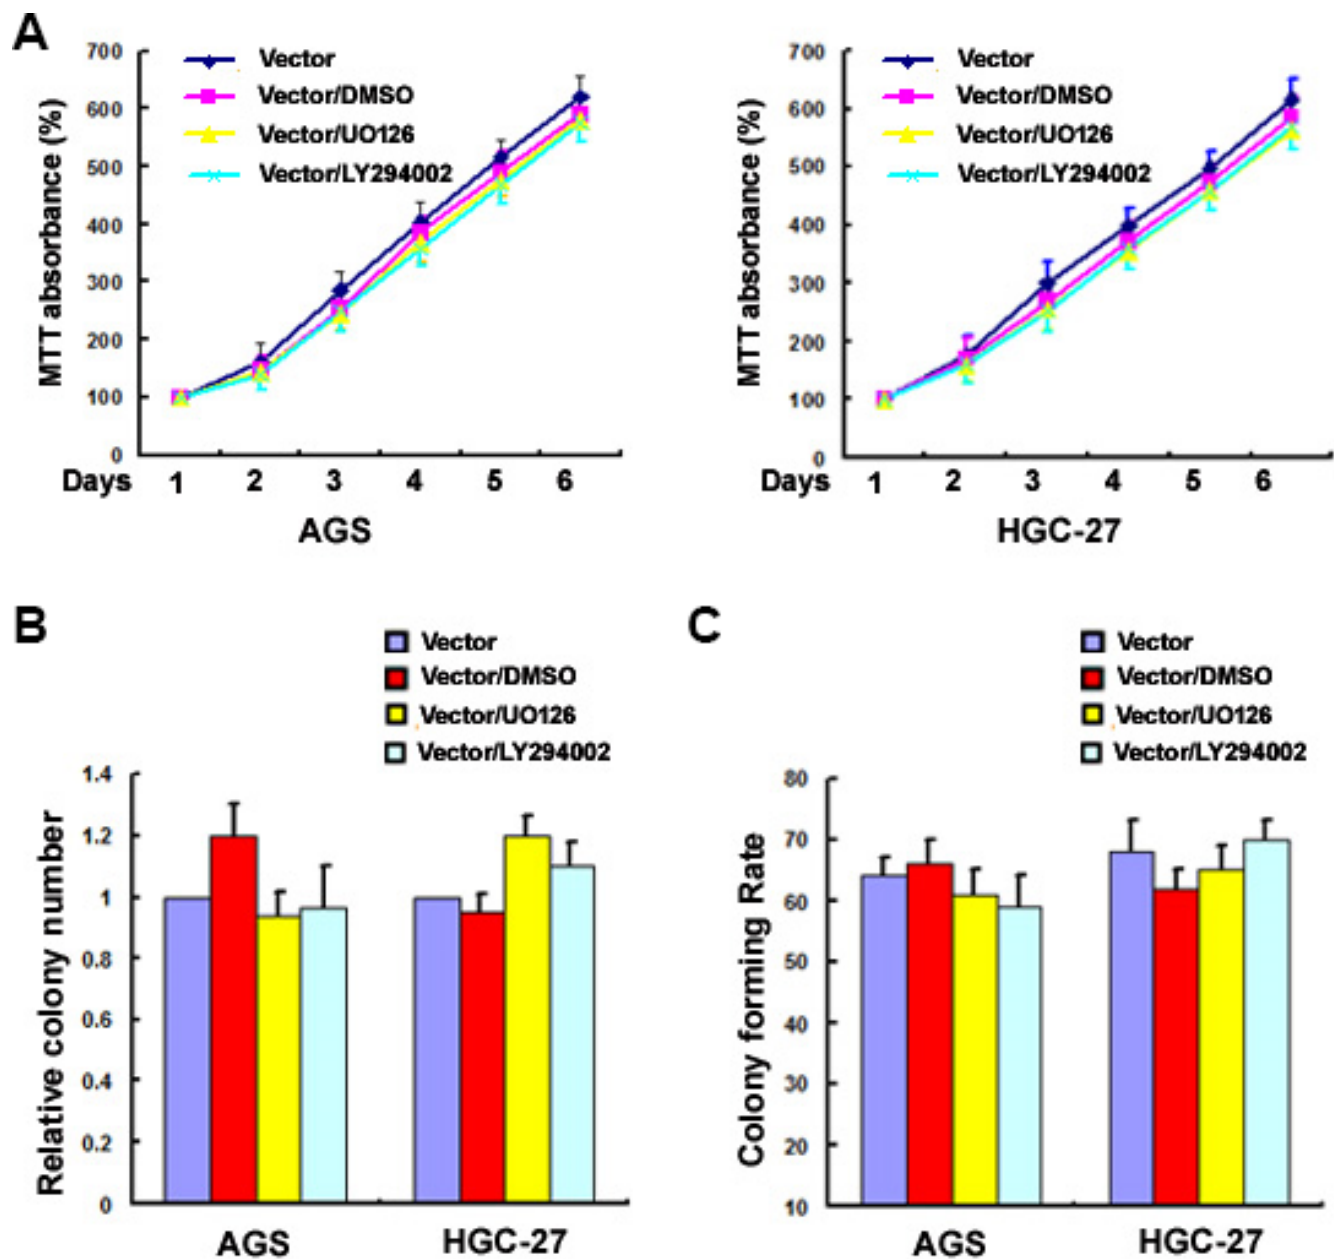 A
700
600
500
400
300
200
100
0
MTT absorbance (%)
Vector
Vector/DMSO
Vector/UO126
Vector/LY294002
Days 1 2 3 4 5 6
AGS
700
600
500
400
300
200
100
0
MTT absorbance (%)
Vector
Vector/DMSO
Vector/UO126
Vector/LY294002
Days 1 2 3 4 5 6
HGC-27
B
Vector
Vector/DMSO
Vector/UO126
Vector/LY294002
1.4
1.2
1
0.8
0.6
0.4
0.2
0
Relative colony number
AGS HGC-27
C
Vector
Vector/DMSO
Vector/UO126
Vector/LY294002
80
70
60
50
40
30
20
10
Colony forming Rate
AGS HGC-27